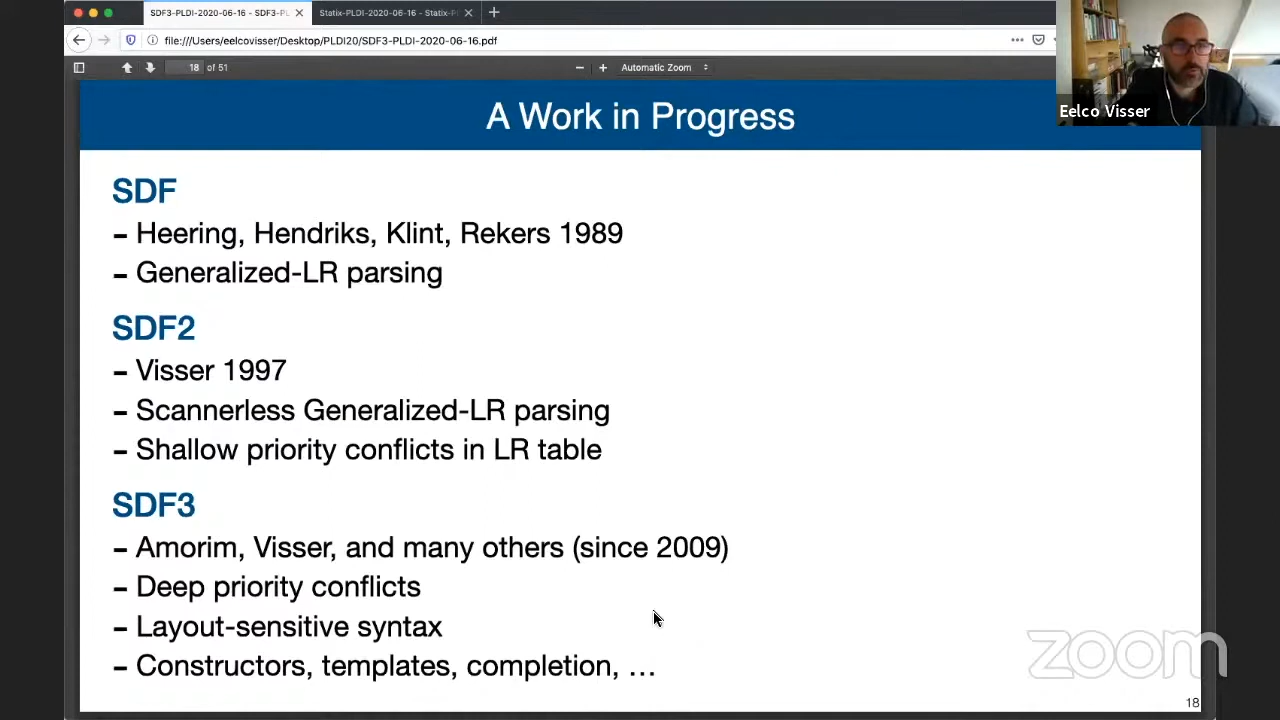 SDF3-PLDI-2020-06-16 - SDF3-PL
Statix-PLDI-2020-06-16 - Statix-P
file:///Users/eelcovisser/Desktop/PLDI20/SDF3-PLDI-2020-06-16.pdf
18 of 51
Automatic Zoom
Eelco Visser
A Work in Progress
SDF
– Heering, Hendriks, Klint, Rekers 1989
– Generalized-LR parsing
SDF2
– Visser 1997
– Scannerless Generalized-LR parsing
– Shallow priority conflicts in LR table
SDF3
– Amorim, Visser, and many others (since 2009)
– Deep priority conflicts
– Layout-sensitive syntax
– Constructors, templates, completion, …
zoom
18